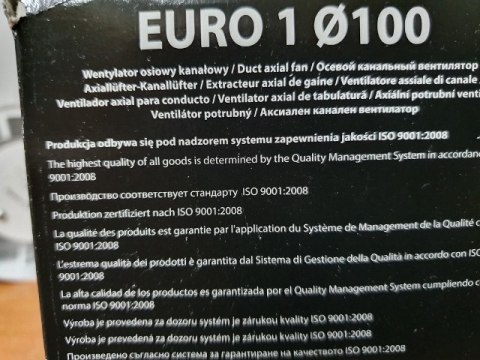 EURO 1 Ø100
Wentylator osiowy kanałowy / Duct axial fan / Осевой канальный вентилятор
Axiallüfter-Kanallüfter / Extracteur axial de gaine / Ventilatore assiale di canale
Ventilador axial para conducto / Ventilator axial de tabulatură / Axiální potrubní venti
Ventilátor potrubný / Аксиален канален вентилатор
Produkcja odbywa się pod nadzorem systemu zapewnienia jakości ISO 9001:2008
The highest quality of all goods is determined by the Quality Management System in accordanc
9001:2008
Производство соответствует стандарту ISO 9001:2008
Produktion zertifiziert nach ISO 9001:2008
La qualité des produits est garantie par l'application du Système de Management de la Qualité c
ISO 9001:2008
L'estrema qualità dei prodotti è garantita dal Sistema di Gestione della Qualità in accordo con ISO
9001:2008
La alta calidad de los productos es garantizada por el Quality Management System cumpliendo c
norma ISO 9001:2008
Výroba je provedena za dozoru systém je zárukou kvality ISO 9001:2008
Výroba je prevedená za dozoru systém je zárukou kvality ISO 9001:2008
Произведено съгласно система за гарантиране на качеството ISO 9001:2008